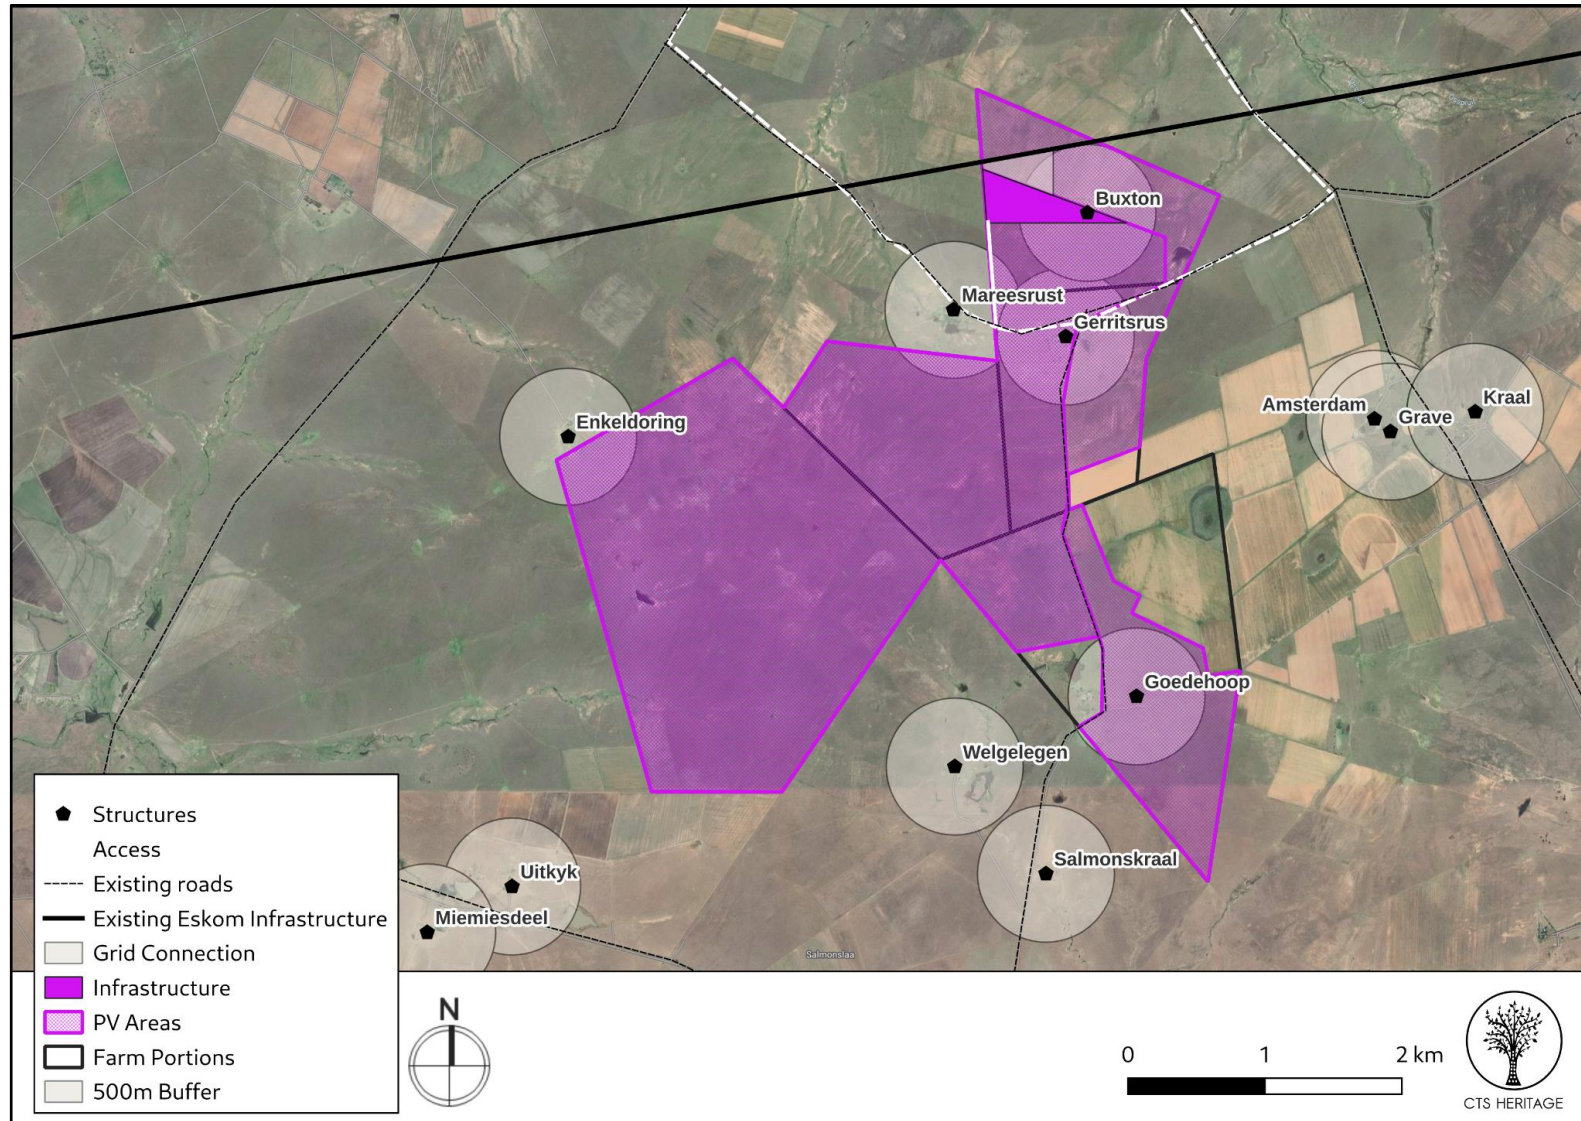 Buxton
Mareesrust
Gerritsrus
Enkeldoring
Amsterdam
Grave
Kraal
Goedehoop
Welgelegen
Salmonskraal
Uitkyk
Miemiesdeel
Salmonslaa
Structures
Access
Existing roads
Existing Eskom Infrastructure
Grid Connection
Infrastructure
PV Areas
Farm Portions
500m Buffer
N
0 1 2 km
CTS HERITAGE